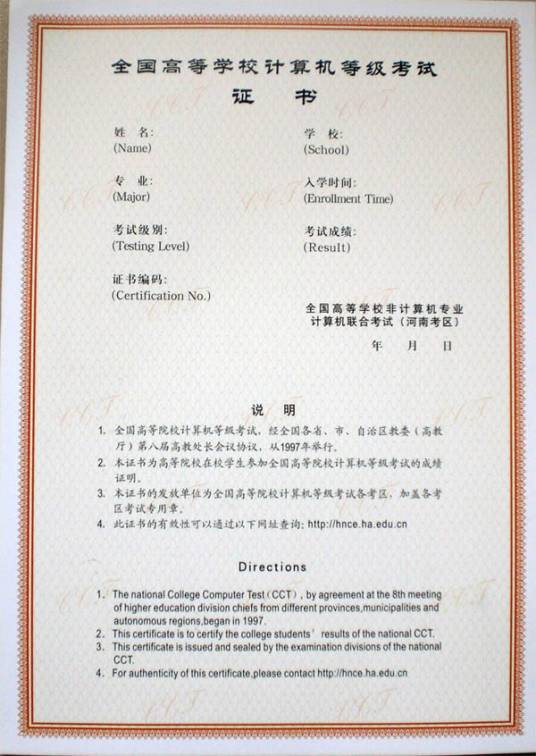 全国高等学校计算机等级考试
证 书
姓 名: 学 校:
(Name) (School)
专 业: 入学时间:
(Major) (Enrollment Time)
考试级别: 考试成绩:
(Testing Level) (Result)
证书编码:
(Certification No.)
全国高等学校非计算机专业
计算机联合考试（河南考区）
年 月 日
说 明
1. 全国高等院校计算机等级考试，经全国各省、市、自治区教委（高教
厅）第八届高教处长会议协议，从1997年举行。
2. 本证书为高等院校在校学生参加全国高等院校计算机等级考试的成绩
证明。
3. 本证书的发放单位为全国高等院校计算机等级考试各考区，加盖各考
区考试专用章。
4. 此证书的有效性可以通过以下网址查询：http://hnce.ha.edu.cn
Directions
1. The national College Computer Test（CCT）, by agreement at the 8th meeting
of higher education division chiefs from different provinces,municipalities and
autonomous regions,began in 1997.
2. This certificate is to certify the college students' results of the national CCT.
3. This certificate is issued and sealed by the examination divisions of the national
CCT.
4. For authenticity of this certificate,please contact http://hnce.ha.edu.cn